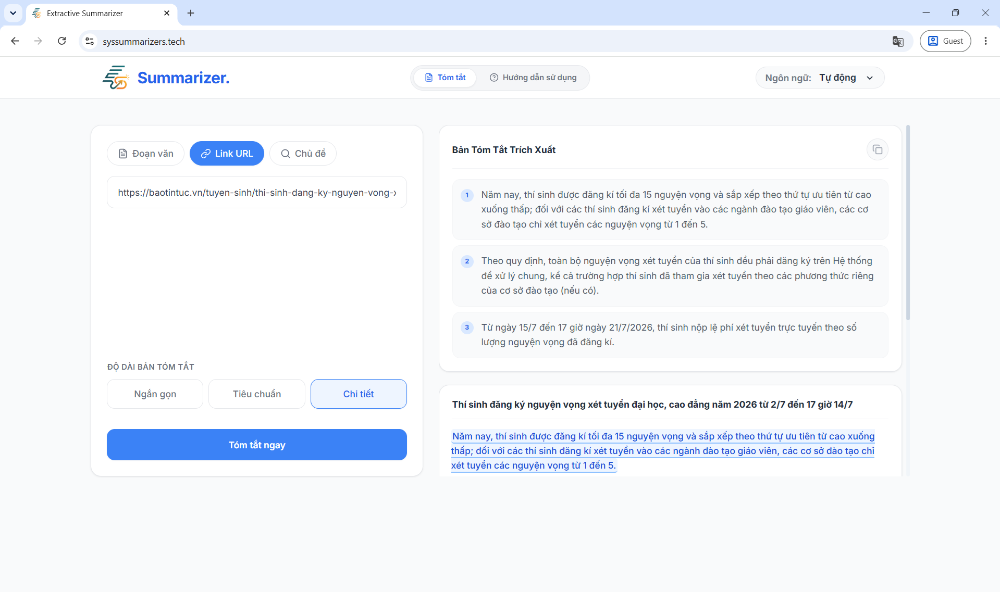 Extractive Summarizer
syssummarizers.tech
Guest
Summarizer.
Tóm tắt
Hướng dẫn sử dụng
Ngôn ngữ: Tự động
Đoạn văn
Link URL
Chủ đề
https://baotintuc.vn/tuyen-sinh/thi-sinh-dang-ky-nguyen-vong-x
ĐỘ DÀI BẢN TÓM TẮT
Ngắn gọn
Tiêu chuẩn
Chi tiết
Tóm tắt ngay
Bản Tóm Tắt Trích Xuất
1
Năm nay, thí sinh được đăng kí tối đa 15 nguyện vọng và sắp xếp theo thứ tự ưu tiên từ cao
xuống thấp; đối với các thí sinh đăng kí xét tuyển vào các ngành đào tạo giáo viên, các cơ
sở đào tạo chỉ xét tuyển các nguyện vọng từ 1 đến 5.
2
Theo quy định, toàn bộ nguyện vọng xét tuyển của thí sinh đều phải đăng ký trên Hệ thống
để xử lý chung, kể cả trường hợp thí sinh đã tham gia xét tuyển theo các phương thức riêng
của cơ sở đào tạo (nếu có).
3
Từ ngày 15/7 đến 17 giờ ngày 21/7/2026, thí sinh nộp lệ phí xét tuyển trực tuyến theo số
lượng nguyện vọng đã đăng kí.
Thí sinh đăng ký nguyện vọng xét tuyển đại học, cao đẳng năm 2026 từ 2/7 đến 17 giờ 14/7
Năm nay, thí sinh được đăng kí tối đa 15 nguyện vọng và sắp xếp theo thứ tự ưu tiên từ cao xuống
thấp; đối với các thí sinh đăng kí xét tuyển vào các ngành đào tạo giáo viên, các cơ sở đào tạo chỉ
xét tuyển các nguyện vọng từ 1 đến 5.